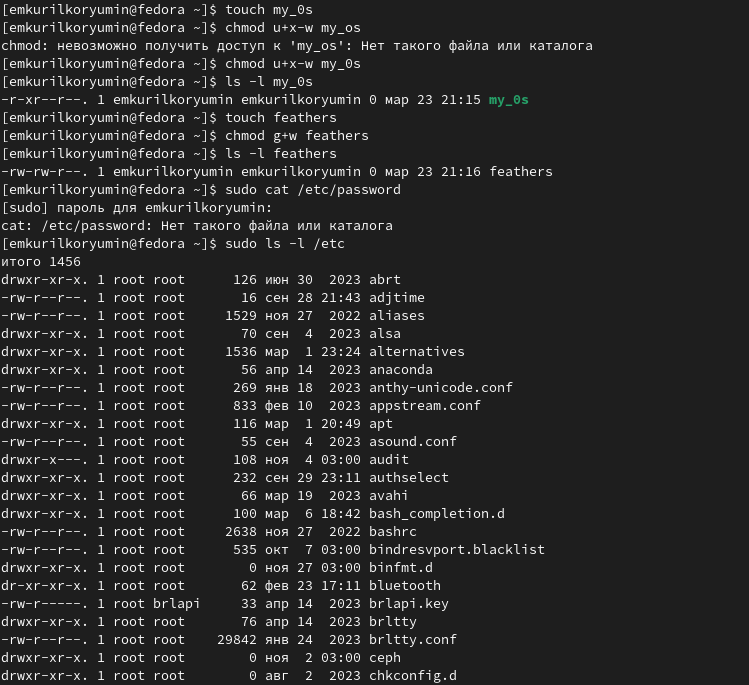 [emkurilkoryumin@fedora ~]$ touch my_0s
[emkurilkoryumin@fedora ~]$ chmod u+x-w my_os
chmod: невозможно получить доступ к 'my_os': Нет такого файла или каталога
[emkurilkoryumin@fedora ~]$ chmod u+x-w my_0s
[emkurilkoryumin@fedora ~]$ ls -l my_0s
-r-xr--r--. 1 emkurilkoryumin emkurilkoryumin 0 мар 23 21:15 my_0s
[emkurilkoryumin@fedora ~]$ touch feathers
[emkurilkoryumin@fedora ~]$ chmod g+w feathers
[emkurilkoryumin@fedora ~]$ ls -l feathers
-rw-rw-r--. 1 emkurilkoryumin emkurilkoryumin 0 мар 23 21:16 feathers
[emkurilkoryumin@fedora ~]$ sudo cat /etc/password
[sudo] пароль для emkurilkoryumin:
cat: /etc/password: Нет такого файла или каталога
[emkurilkoryumin@fedora ~]$ sudo ls -l /etc
итого 1456
drwxr-xr-x. 1 root root      126 июн 30  2023 abrt
-rw-r--r--. 1 root root       16 сен 28 21:43 adjtime
-rw-r--r--. 1 root root     1529 ноя 27  2022 aliases
drwxr-xr-x. 1 root root       70 сен  4  2023 alsa
drwxr-xr-x. 1 root root     1536 мар  1 23:24 alternatives
drwxr-xr-x. 1 root root       56 апр 14  2023 anaconda
-rw-r--r--. 1 root root      269 янв 18  2023 anthy-unicode.conf
-rw-r--r--. 1 root root      833 фев 10  2023 appstream.conf
drwxr-xr-x. 1 root root      116 мар  1 20:49 apt
-rw-r--r--. 1 root root       55 сен  4  2023 asound.conf
drwxr-x---. 1 root root      108 ноя  4 03:00 audit
drwxr-xr-x. 1 root root      232 сен 29 23:11 authselect
drwxr-xr-x. 1 root root       66 мар 19  2023 avahi
drwxr-xr-x. 1 root root      100 мар  6 18:42 bash_completion.d
-rw-r--r--. 1 root root     2638 ноя 27  2022 bashrc
-rw-r--r--. 1 root root      535 окт  7 03:00 bindresvport.blacklist
drwxr-xr-x. 1 root root        0 ноя 27 03:00 binfmt.d
dr-xr-xr-x. 1 root root       62 фев 23 17:11 bluetooth
-rw-r-----. 1 root brlapi     33 апр 14  2023 brlapi.key
drwxr-xr-x. 1 root root       76 апр 14  2023 brltty
-rw-r--r--. 1 root root    29842 янв 24  2023 brltty.conf
drwxr-xr-x. 1 root root        0 ноя  2 03:00 ceph
drwxr-xr-x. 1 root root        0 авг  2  2023 chkconfig.d